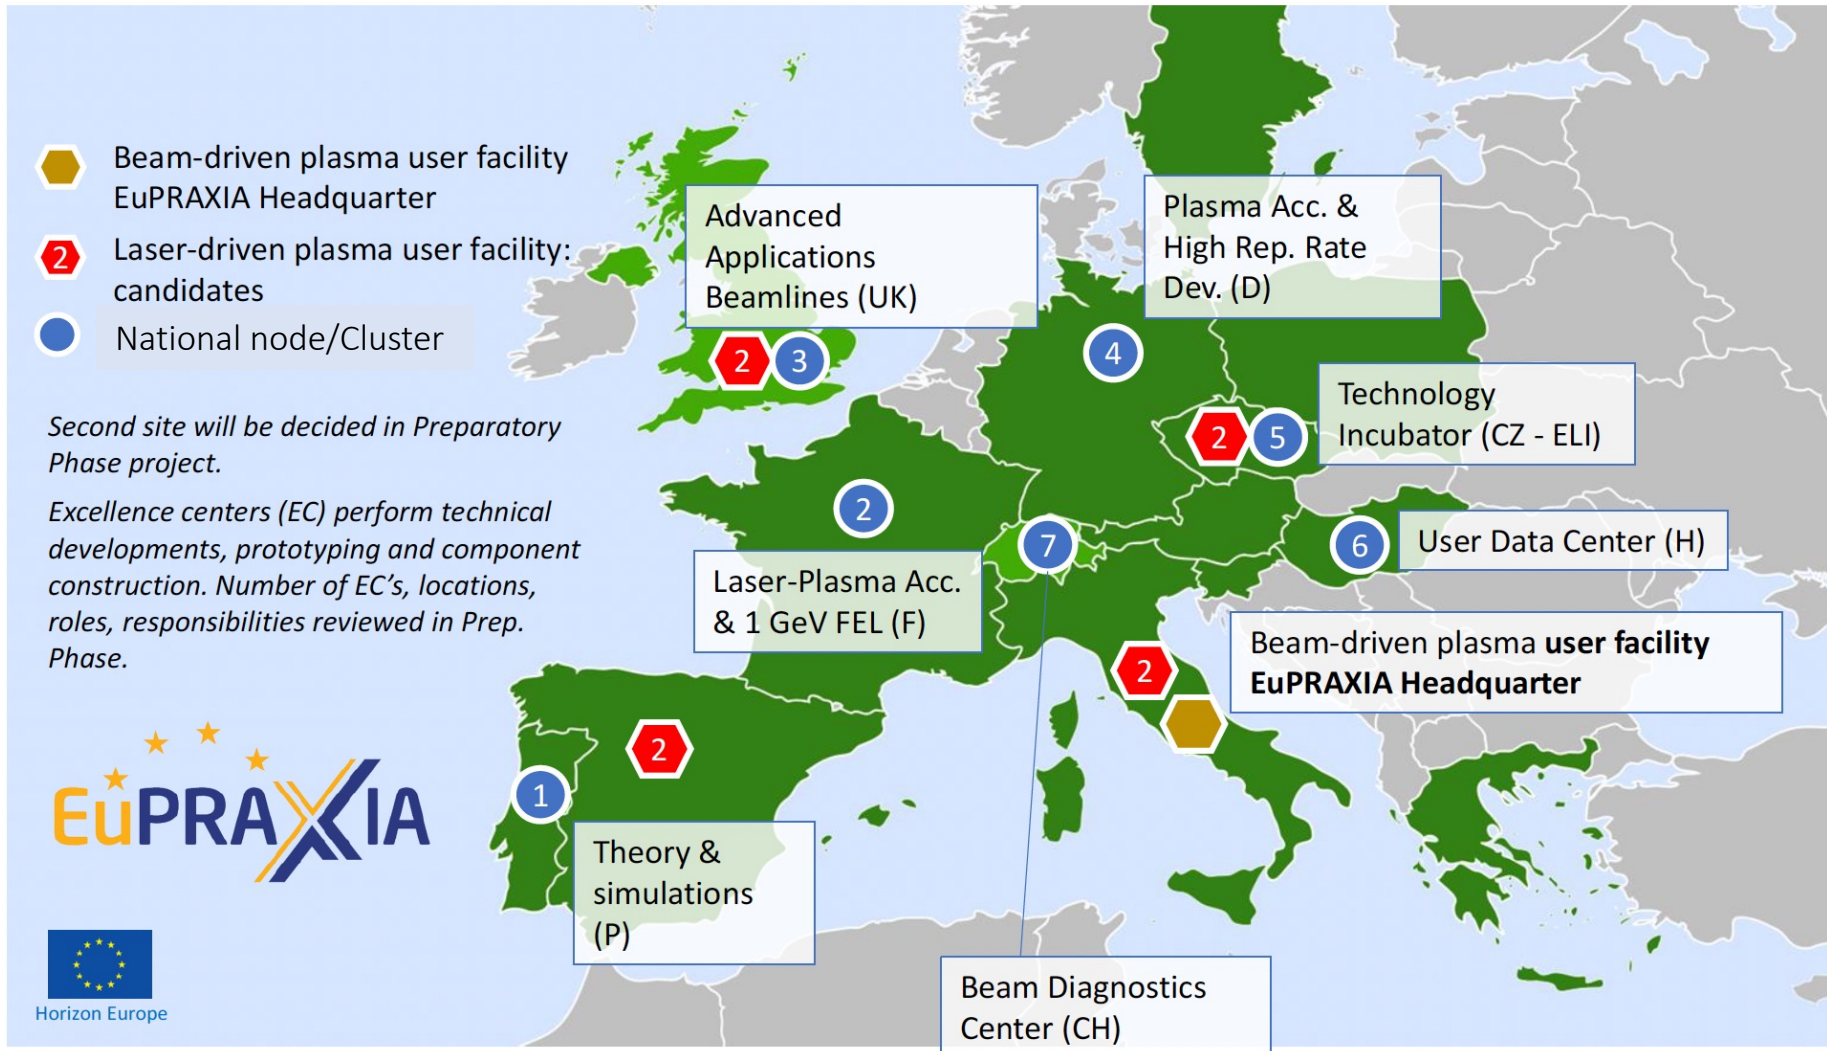 Beam-driven plasma user facility
EuPRAXIA Headquarter
2
Laser-driven plasma user facility:
candidates
National node/Cluster
Second site will be decided in Preparatory
Phase project.
Excellence centers (EC) perform technical
developments, prototyping and component
construction. Number of EC's, locations,
roles, responsibilities reviewed in Prep.
Phase.
EuPRAXIA
Horizon Europe
Advanced
Applications
Beamlines (UK)
2
3
Plasma Acc. &
High Rep. Rate
Dev. (D)
4
Technology
Incubator (CZ - ELI)
2
5
2
Laser-Plasma Acc.
& 1 GeV FEL (F)
7
6
User Data Center (H)
Beam-driven plasma user facility
EuPRAXIA Headquarter
2
2
1
Theory &
simulations
(P)
Beam Diagnostics
Center (CH)